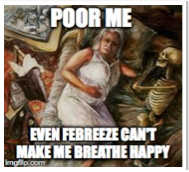 POOR ME
EVEN FEBREEZE CAN'T
MAKE ME BREATHE HAPPY
imgflip.com